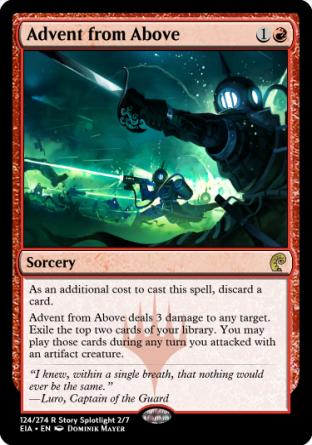 Advent from Above 1
Sorcery
As an additional cost to cast this spell, discard a
card.
Advent from Above deals 3 damage to any target.
Exile the top two cards of your library. You may
play those cards during any turn you attacked with
an artifact creature.
“I knew, within a single breath, that nothing would
ever be the same.”
—Luro, Captain of the Guard
124/274 R Story Splotlight 2/7
EIA • EN Dominik Mayer